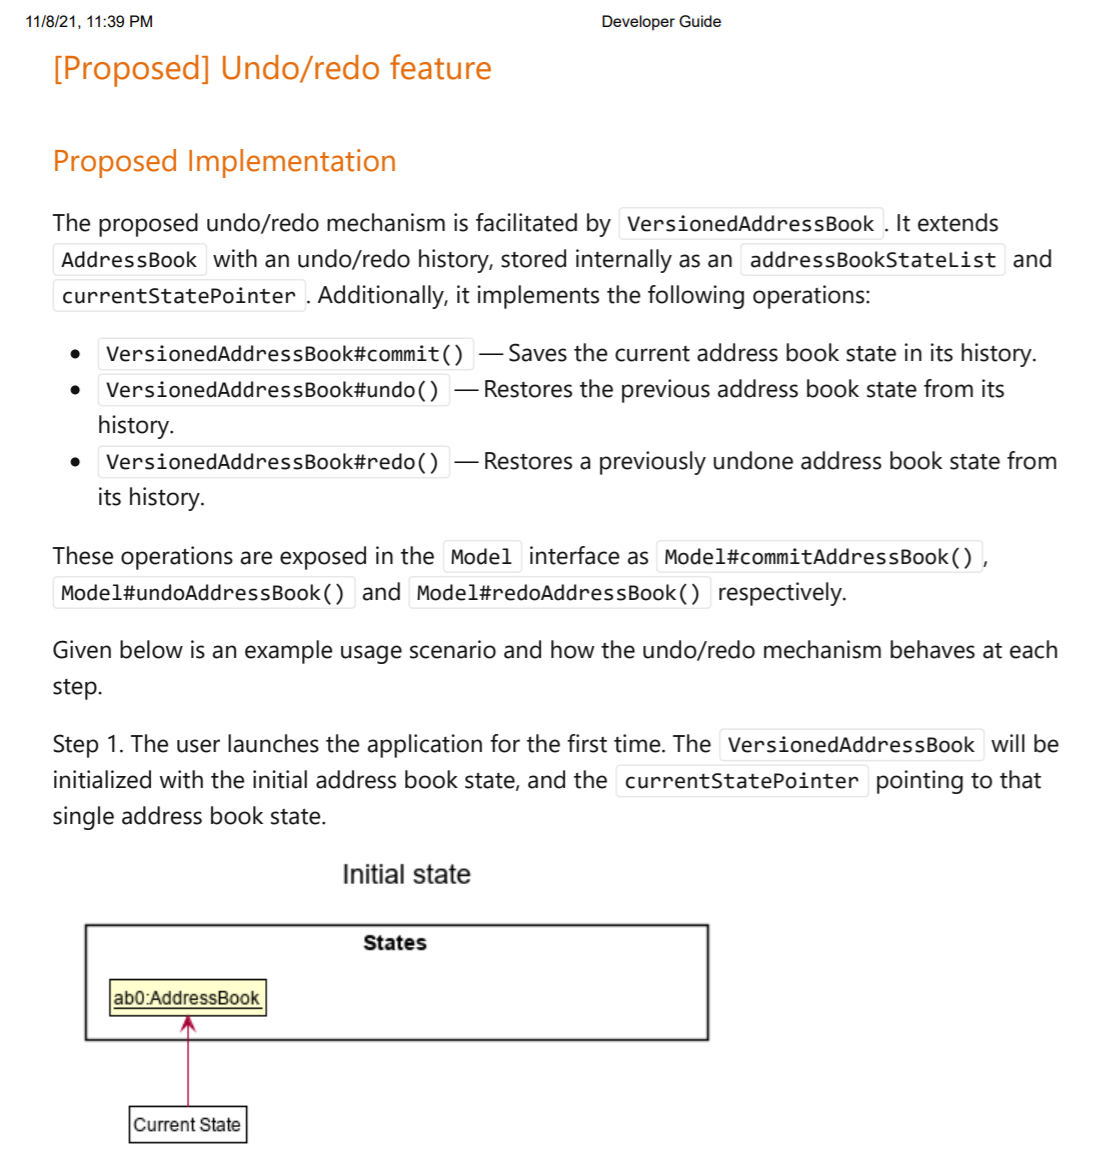 11/8/21, 11:39 PM Developer Guide
[Proposed] Undo/redo feature
Proposed Implementation
The proposed undo/redo mechanism is facilitated by VersionedAddressBook . It extends
AddressBook with an undo/redo history, stored internally as an addressBookStateList and
currentStatePointer . Additionally, it implements the following operations:
• VersionedAddressBook#commit() — Saves the current address book state in its history.
• VersionedAddressBook#undo() — Restores the previous address book state from its
history.
• VersionedAddressBook#redo() — Restores a previously undone address book state from
its history.
These operations are exposed in the Model interface as Model#commitAddressBook() ,
Model#undoAddressBook() and Model#redoAddressBook() respectively.
Given below is an example usage scenario and how the undo/redo mechanism behaves at each
step.
Step 1. The user launches the application for the first time. The VersionedAddressBook will be
initialized with the initial address book state, and the currentStatePointer pointing to that
single address book state.
Initial state
States
ab0:AddressBook
Current State